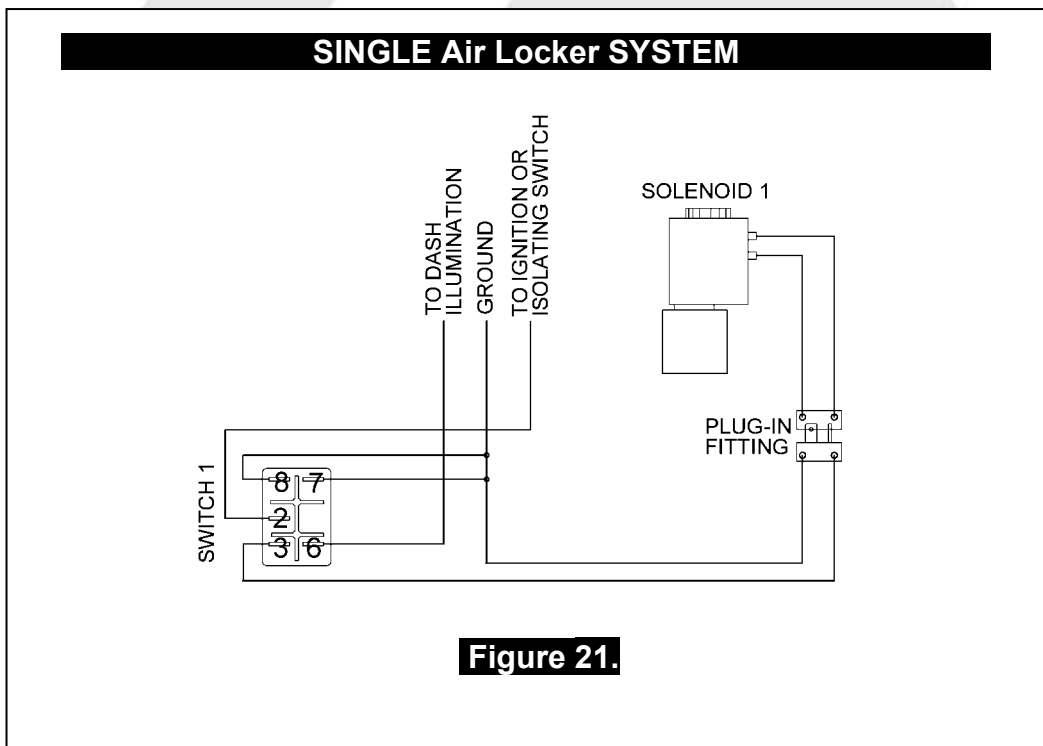 SINGLE Air Locker SYSTEM
TO DASH
ILLUMINATION
GROUND
TO IGNITION OR
ISOLATING SWITCH
SOLENOID 1
PLUG-IN
FITTING
SWITCH 1
8 7
2
3 6
Figure 21.